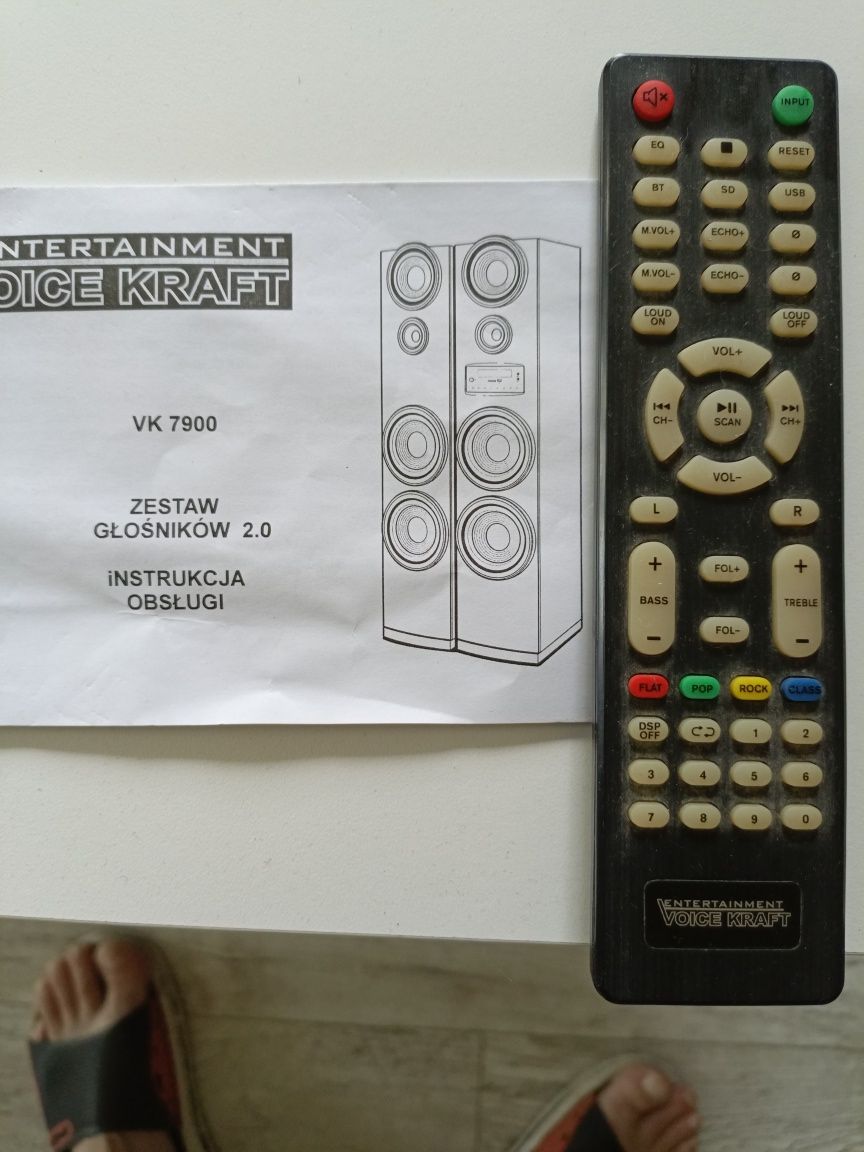 NTERTAINMENT
OICE KRAFT
VK 7900
ZESTAW
GŁOŚNIKÓW 2.0
iNSTRUKCJA
OBSŁUGI
INPUT
EQ
RESET
BT
SD
USB
M.VOL+
ECHO+
Ø
M.VOL-
ECHO-
Ø
LOUD
ON
LOUD
OFF
VOL+
CH-
SCAN
CH+
VOL-
L
R
+
BASS
-
FOL+
FOL-
+
TREBLE
-
FLAT
POP
ROCK
CLASS
DSP
OFF
1
2
3
4
5
6
7
8
9
0
ENTERTAINMENT
VOICE KRAFT